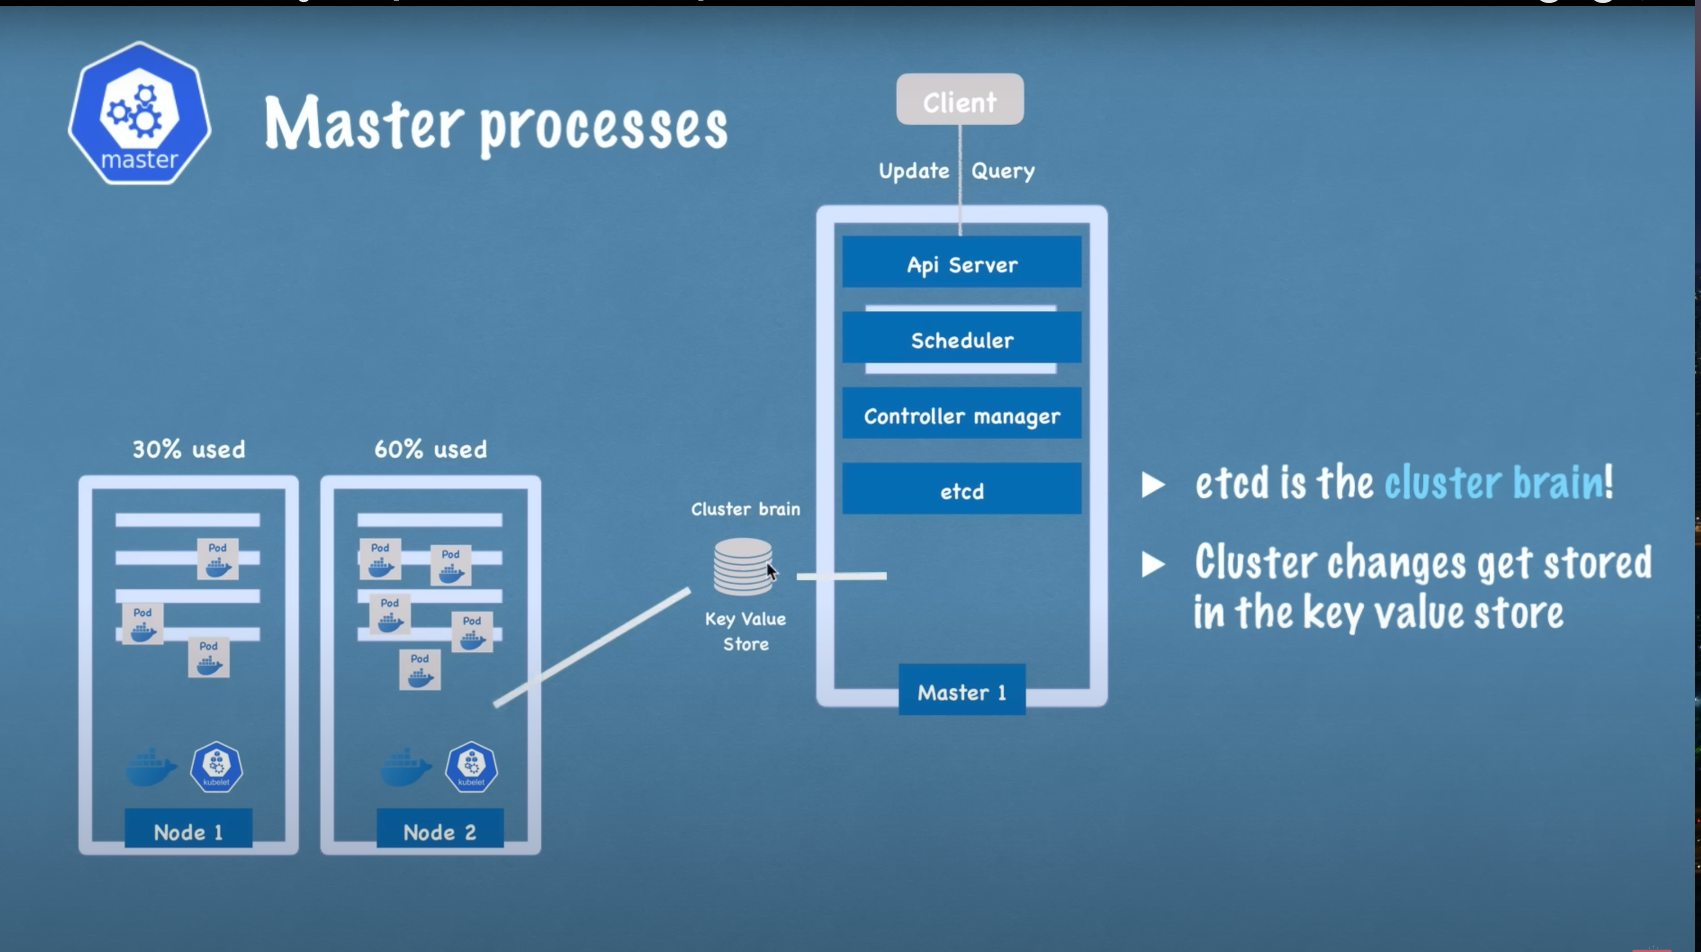 master
Master processes
Client
Update
Query
Api Server
Scheduler
Controller manager
etcd
Master 1
Cluster brain
Key Value
Store
etcd is the cluster brain!
Cluster changes get stored
in the key value store
30% used
Pod
Pod
Pod
kubelet
Node 1
60% used
Pod
Pod
Pod
Pod
Pod
kubelet
Node 2